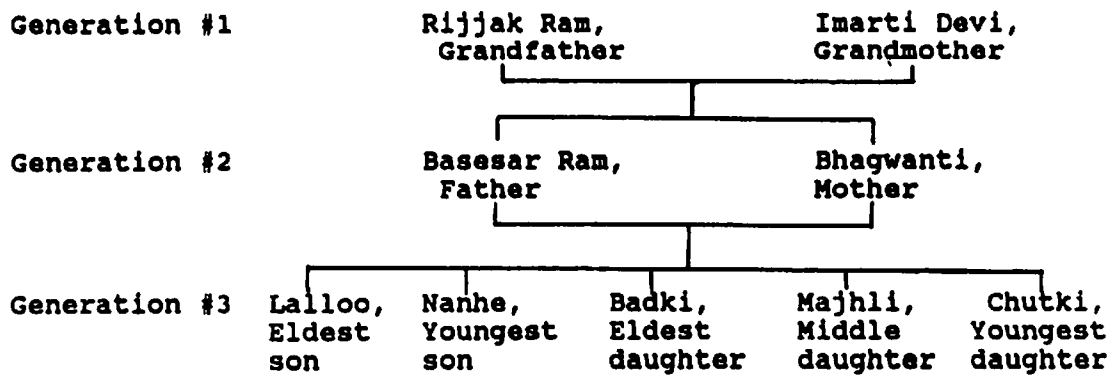 Generation #1 Rijjak Ram, Imarti Devi,
Grandfather Grandmother
Generation #2 Basesar Ram, Bhagwanti,
Father Mother
Generation #3 Lalloo, Nanhe, Badki, Majhli, Chutki,
Eldest Youngest Eldest Middle Youngest
son son daughter daughter daughter